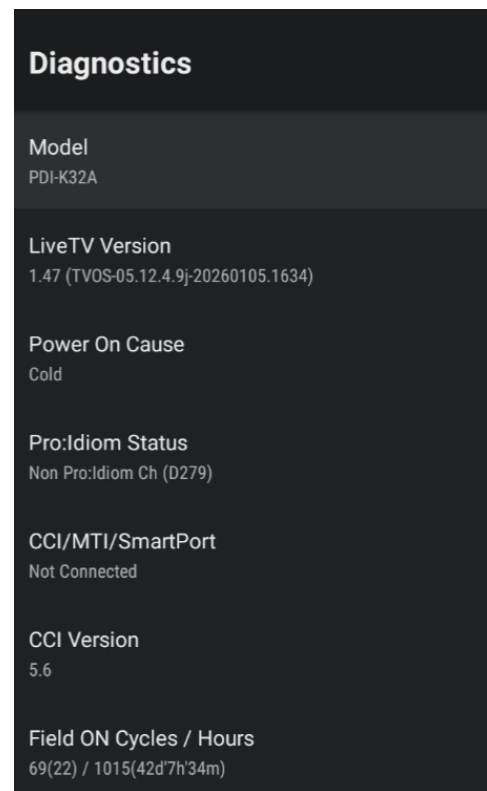 Diagnostics
Model
PDI-K32A
LiveTV Version
1.47 (TVOS-05.12.4.9j-20260105.1634)
Power On Cause
Cold
Pro:Idiom Status
Non Pro:Idiom Ch (D279)
CCI/MTI/SmartPort
Not Connected
CCI Version
5.6
Field ON Cycles / Hours
69(22) / 1015(42d'7h'34m)